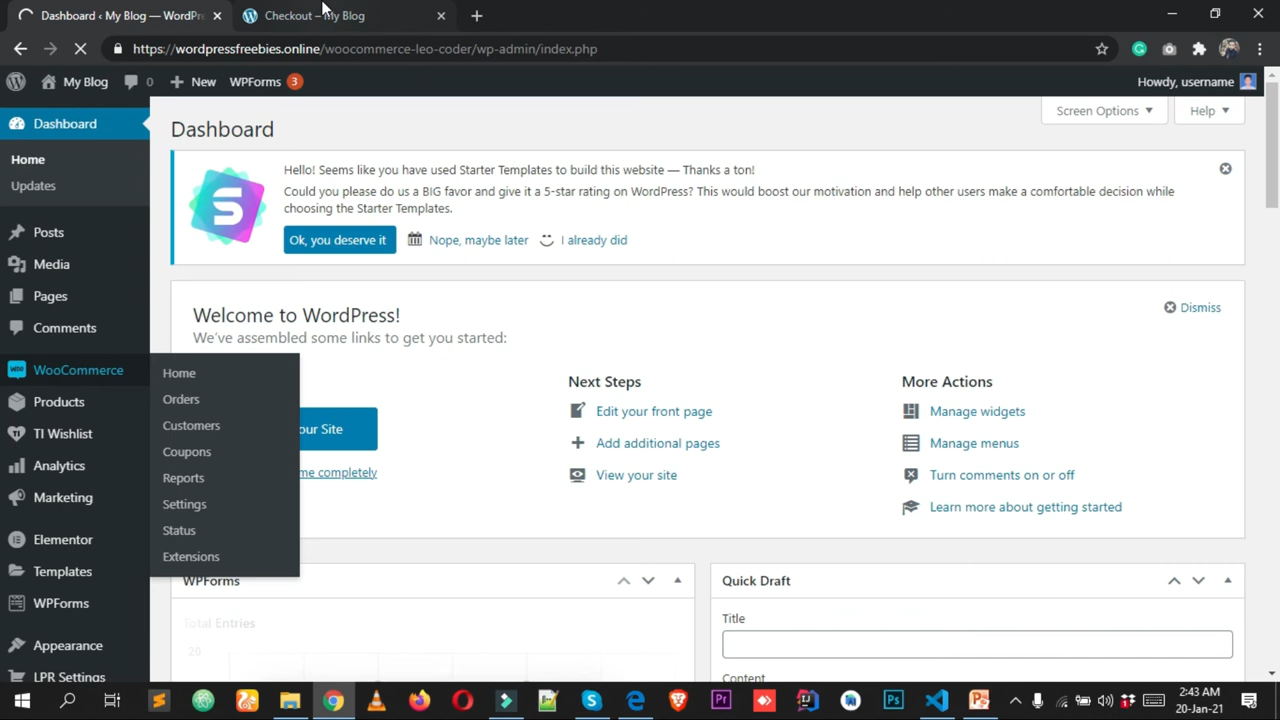 Dashboard ‹ My Blog — WordPre
Checkout – My Blog
https://wordpressfreebies.online/woocommerce-leo-coder/wp-admin/index.php
My Blog
0
New
WPForms 3
Howdy, username
Dashboard
Home
Updates
Posts
Media
Pages
Comments
WooCommerce
Products
TI Wishlist
Analytics
Marketing
Elementor
Templates
WPForms
Appearance
LPR Settings
Home
Orders
Customers
Coupons
Reports
Settings
Status
Extensions
Dashboard
Screen Options
Help
Hello! Seems like you have used Starter Templates to build this website — Thanks a ton!
Could you please do us a BIG favor and give it a 5-star rating on WordPress? This would boost our motivation and help other users make a comfortable decision while
choosing the Starter Templates.
Ok, you deserve it
Nope, maybe later
I already did
Welcome to WordPress!
We've assembled some links to get you started:
Dismiss
our Site
me completely
Next Steps
Edit your front page
Add additional pages
View your site
More Actions
Manage widgets
Manage menus
Turn comments on or off
Learn more about getting started
WPForms
Total Entries
20
Quick Draft
Title
Content
woo
S
Pr
Ps
2:43 AM
20-Jan-21